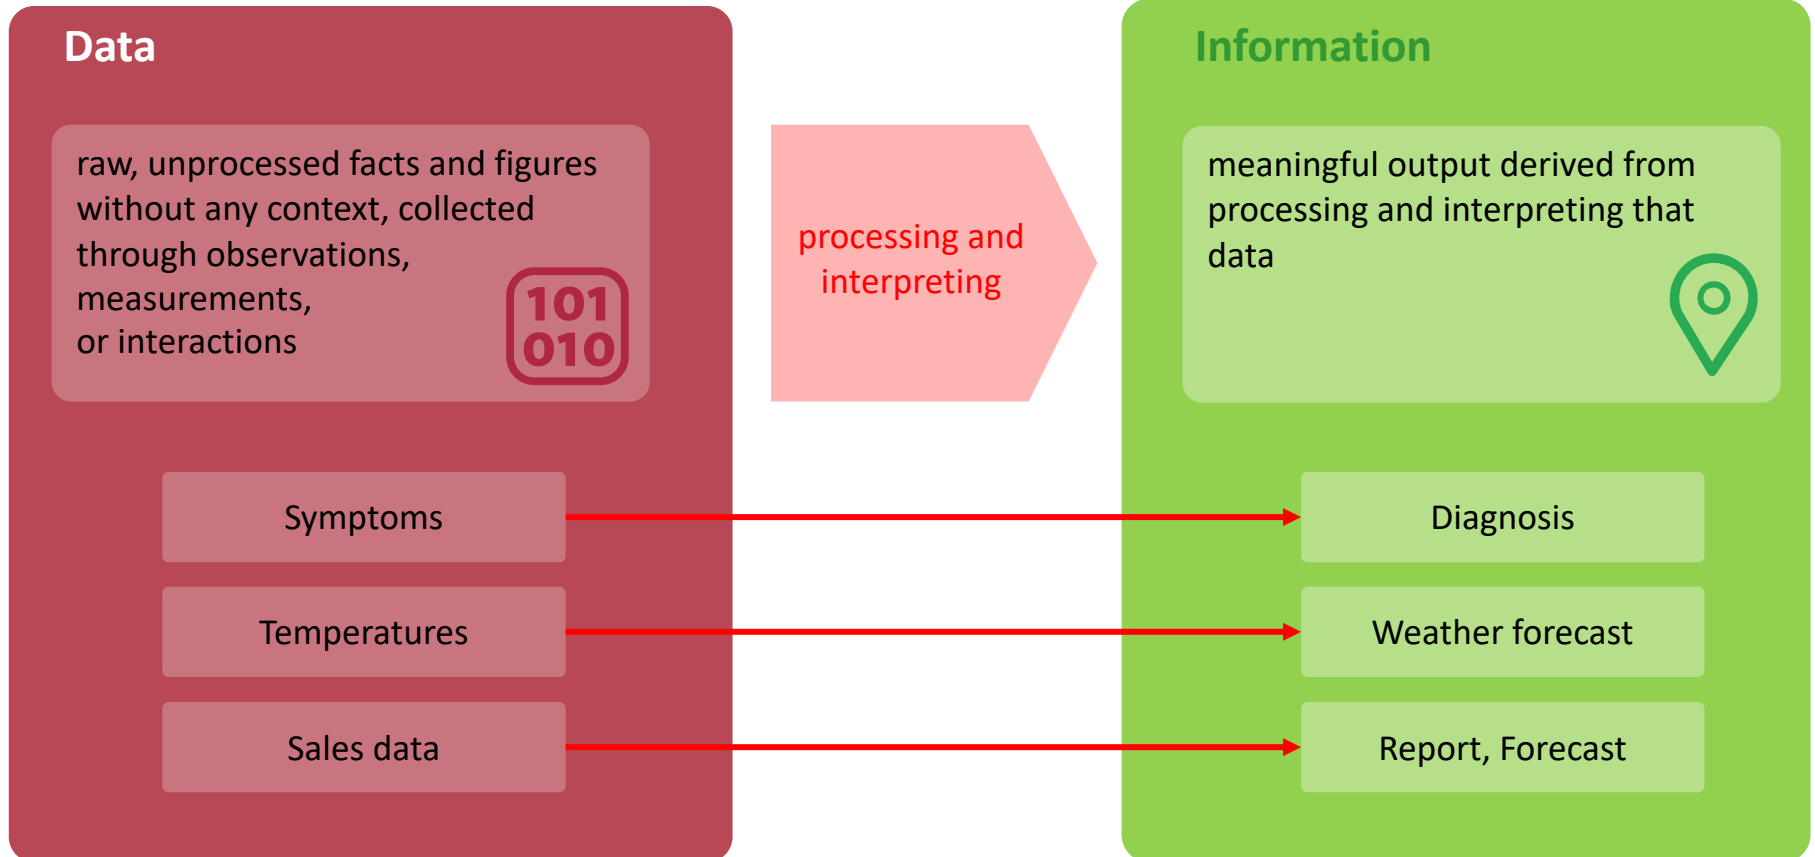 Data
raw, unprocessed facts and figures
without any context, collected
through observations,
measurements,
or interactions
101
010
processing and
interpreting
Information
meaningful output derived from
processing and interpreting that
data
Symptoms
Diagnosis
Temperatures
Weather forecast
Sales data
Report, Forecast